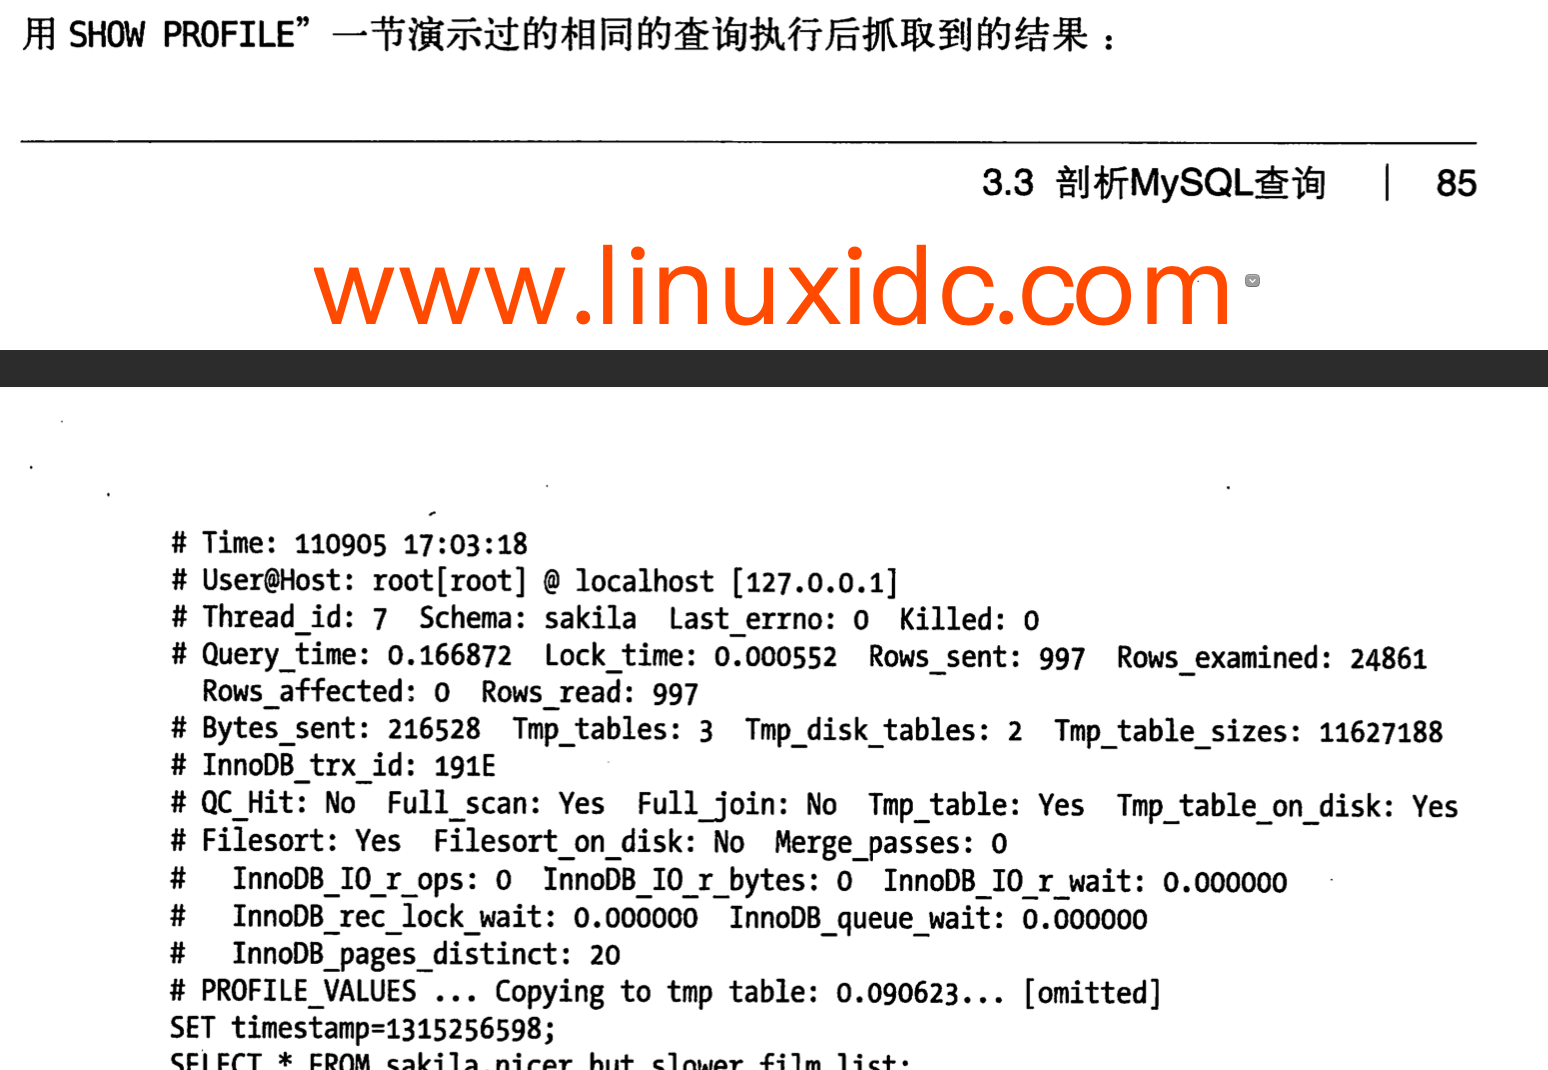 用 SHOW PROFILE” 一节演示过的相同的查询执行后抓取到的结果：
3.3 剖析MySQL查询 | 85
www.linuxidc.com
# Time: 110905 17:03:18
# User@Host: root[root] @ localhost [127.0.0.1]
# Thread_id: 7 Schema: sakila Last_errno: 0 Killed: 0
# Query_time: 0.166872 Lock_time: 0.000552 Rows_sent: 997 Rows_examined: 24861
Rows_affected: 0 Rows_read: 997
# Bytes_sent: 216528 Tmp_tables: 3 Tmp_disk_tables: 2 Tmp_table_sizes: 11627188
# InnoDB_trx_id: 191E
# QC_Hit: No Full_scan: Yes Full_join: No Tmp_table: Yes Tmp_table_on_disk: Yes
# Filesort: Yes Filesort_on_disk: No Merge_passes: 0
# InnoDB_IO_r_ops: 0 InnoDB_IO_r_bytes: 0 InnoDB_IO_r_wait: 0.000000
# InnoDB_rec_lock_wait: 0.000000 InnoDB_queue_wait: 0.000000
# InnoDB_pages_distinct: 20
# PROFILE_VALUES ... Copying to tmp table: 0.090623... [omitted]
SET timestamp=1315256598;
SELECT * FROM sakila.nicer_but_slower_film_list;